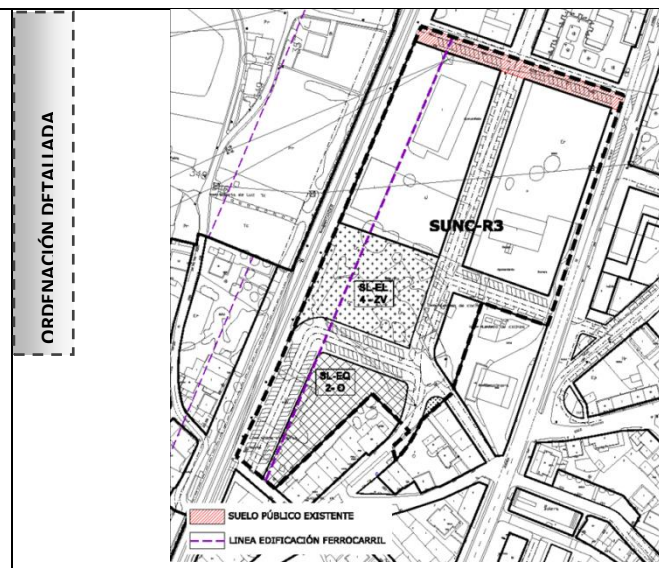 ORDENACIÓN DETALLADA
SUNC-R3
SL-EL
4-ZV
SL-EQ
2-O
SUELO PÚBLICO EXISTENTE
LINEA EDIFICACIÓN FERROCARRIL